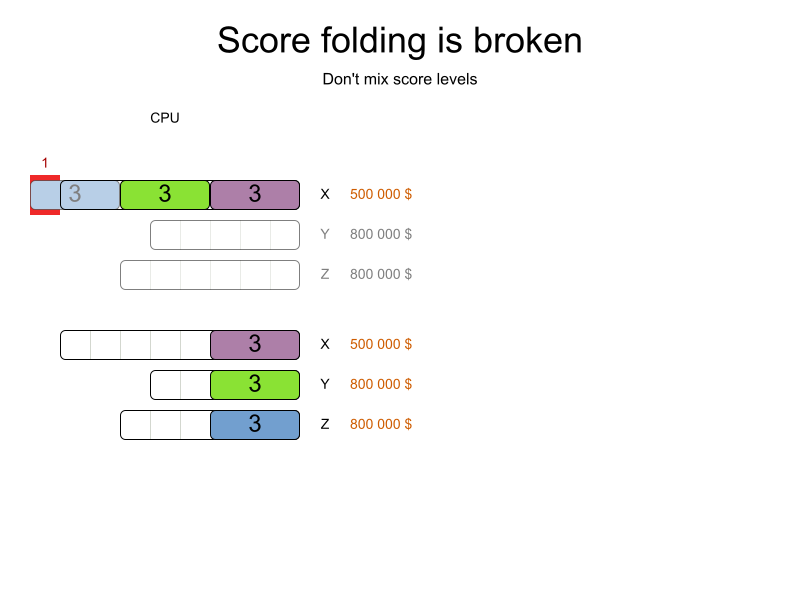 Score folding is broken
Don't mix score levels
CPU
1
3 3 3 X 500 000 $
Y 800 000 $
Z 800 000 $
3 X 500 000 $
3 Y 800 000 $
3 Z 800 000 $